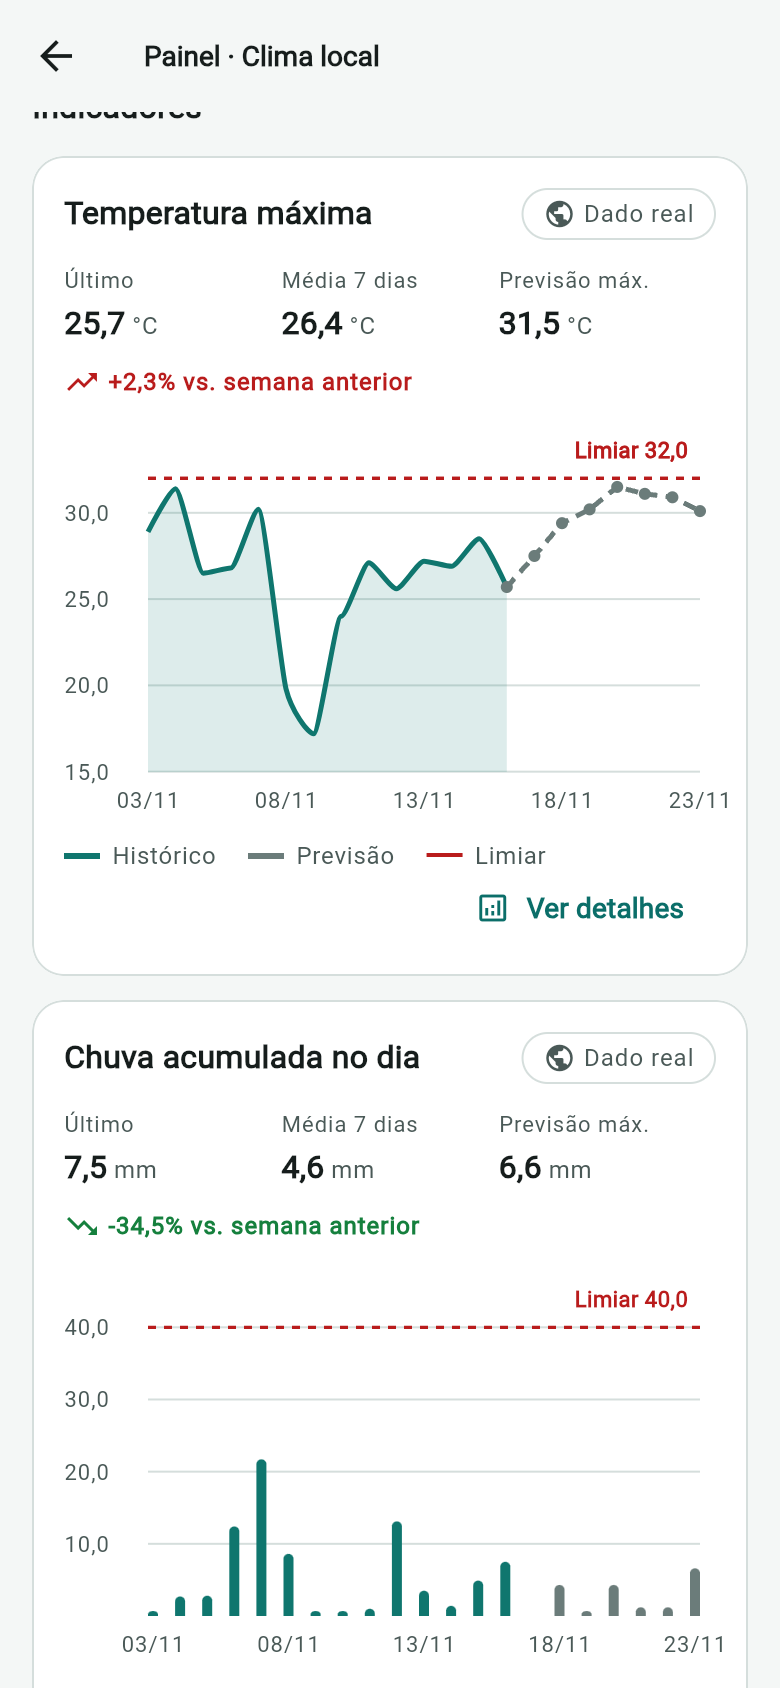 Painel · Clima local
Indicadores
Temperatura máxima
Dado real
Último
Média 7 dias
Previsão máx.
25,7 °C
26,4 °C
31,5 °C
+2,3% vs. semana anterior
Limiar 32,0
30,0
25,0
20,0
15,0
03/11
08/11
13/11
18/11
23/11
Histórico
Previsão
Limiar
Ver detalhes
Chuva acumulada no dia
Dado real
Último
Média 7 dias
Previsão máx.
7,5 mm
4,6 mm
6,6 mm
-34,5% vs. semana anterior
Limiar 40,0
40,0
30,0
20,0
10,0
03/11
08/11
13/11
18/11
23/11